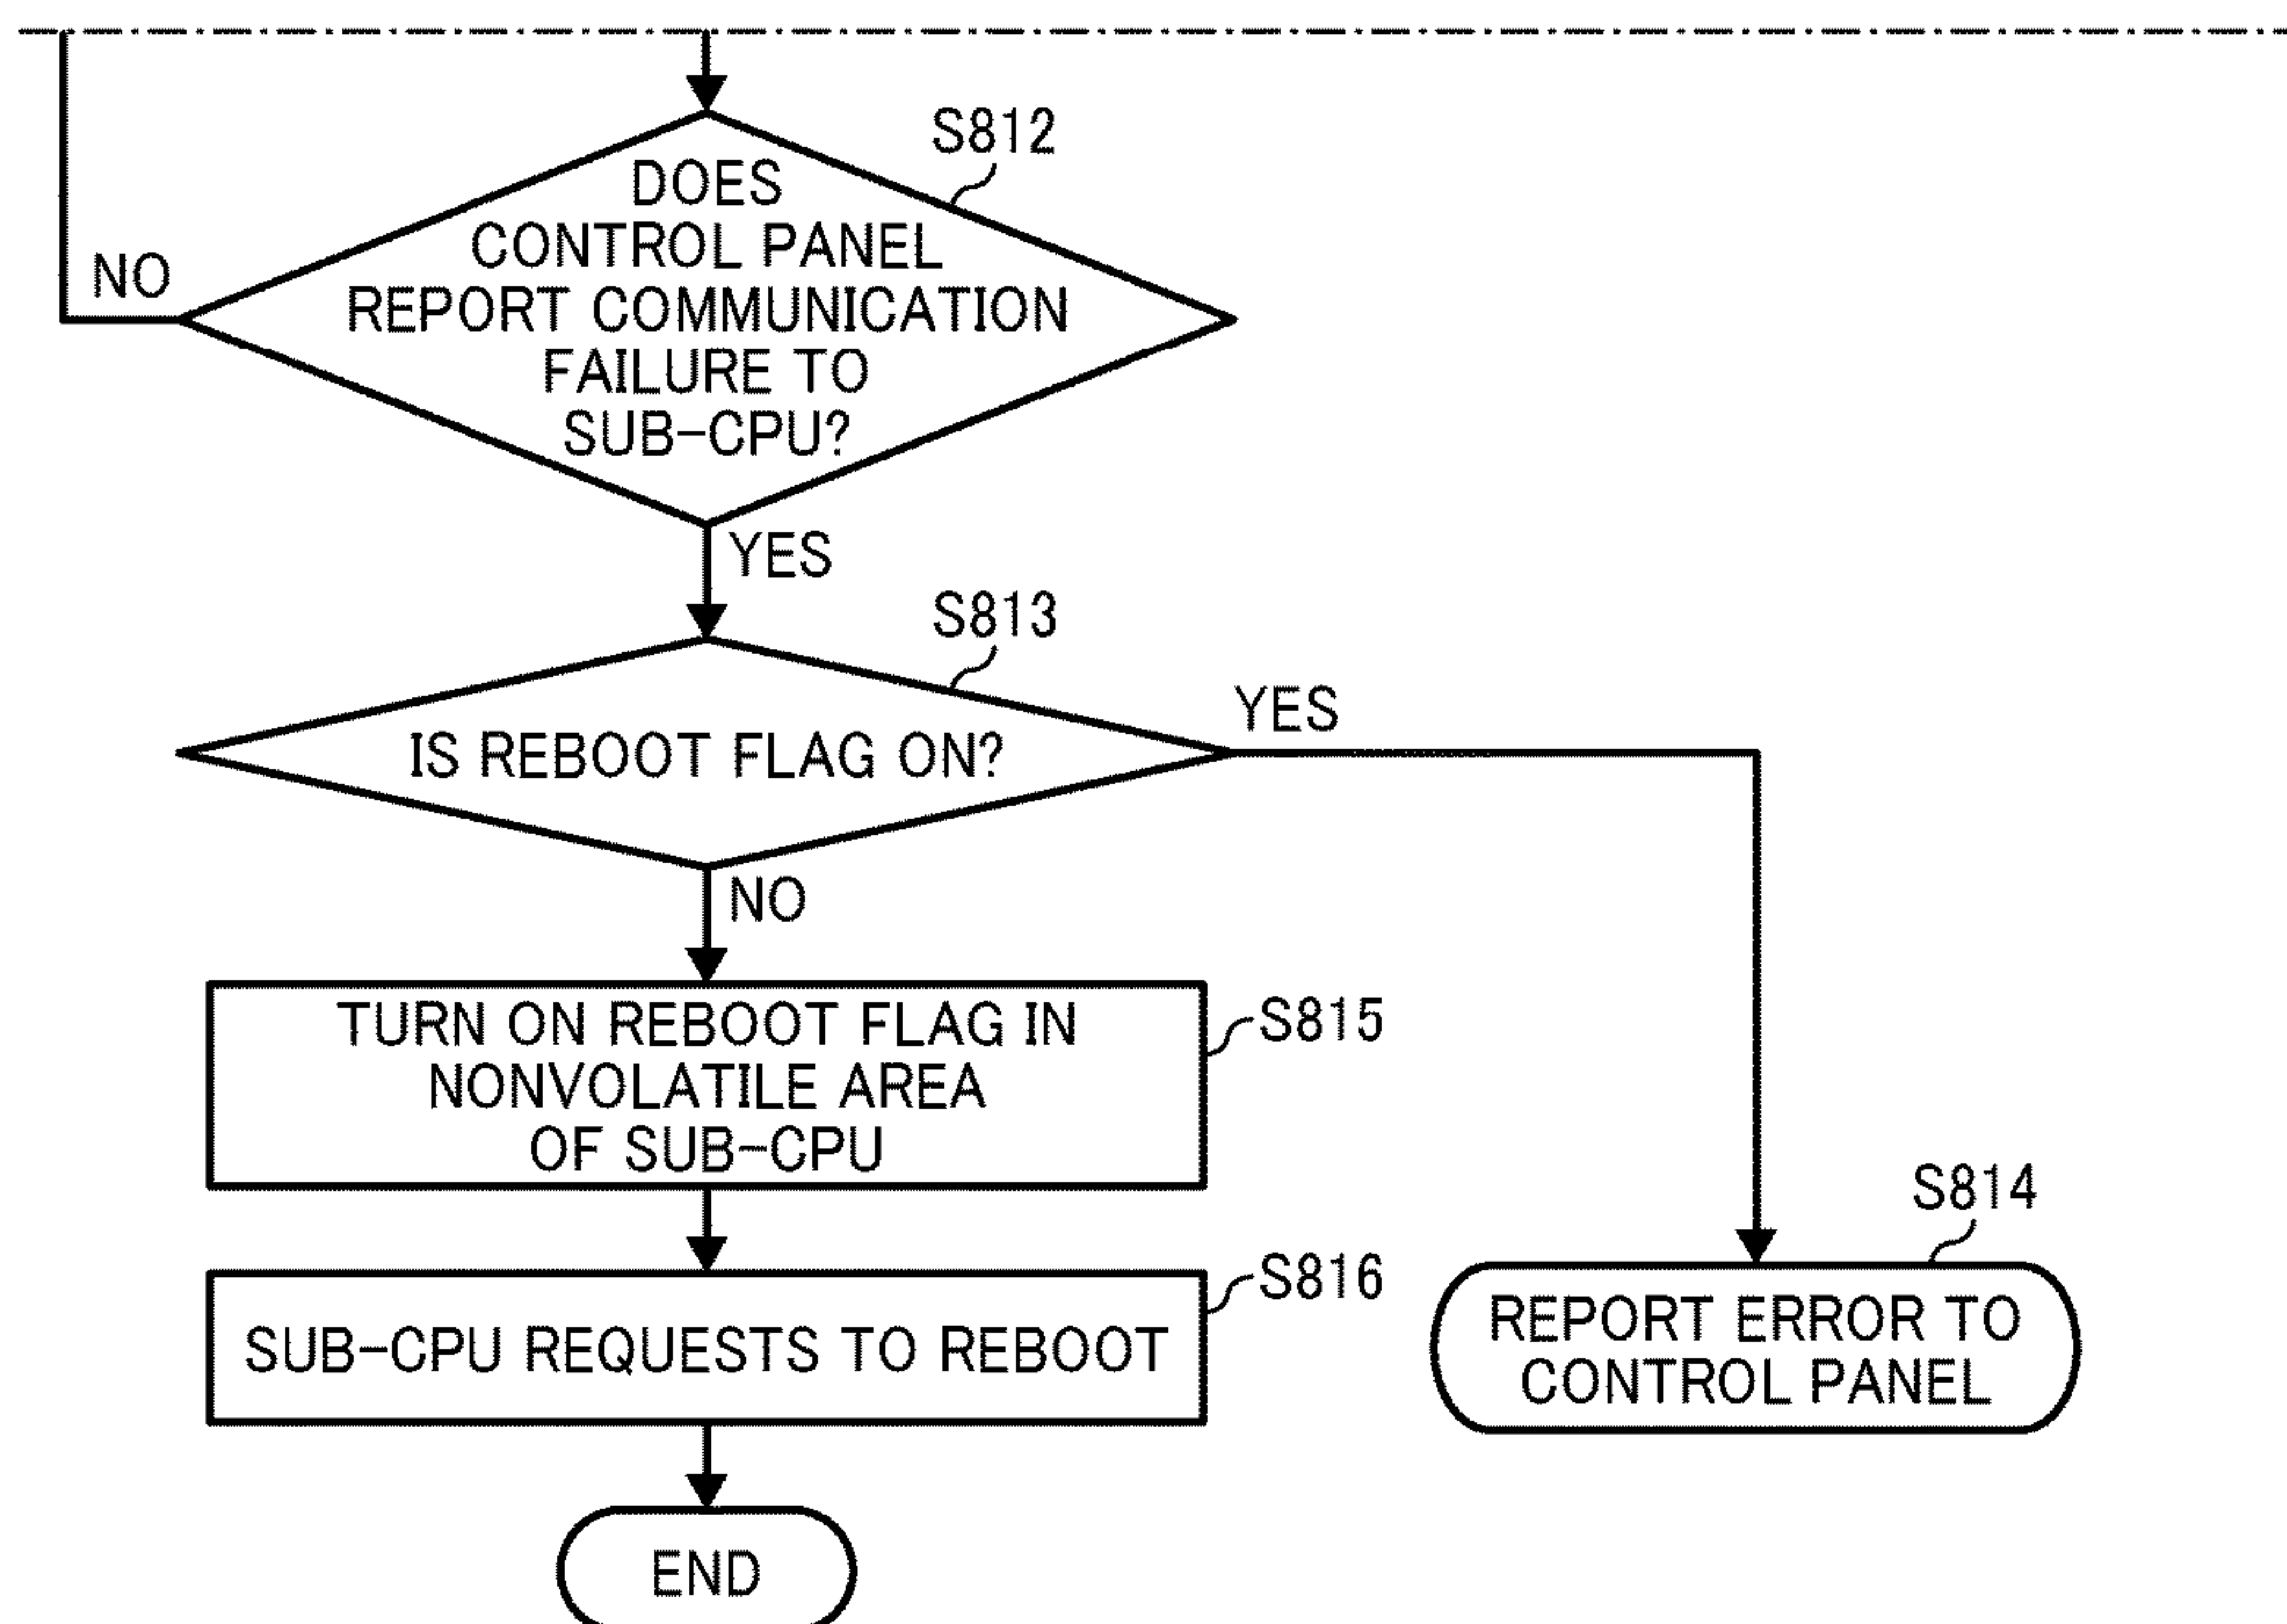 S812
DOES
CONTROL PANEL
REPORT COMMUNICATION
FAILURE TO
SUB-CPU?
NO
YES
S813
IS REBOOT FLAG ON?
YES
NO
TURN ON REBOOT FLAG IN
NONVOLATILE AREA
OF SUB-CPU
S815
SUB-CPU REQUESTS TO REBOOT
S816
S814
REPORT ERROR TO
CONTROL PANEL
END